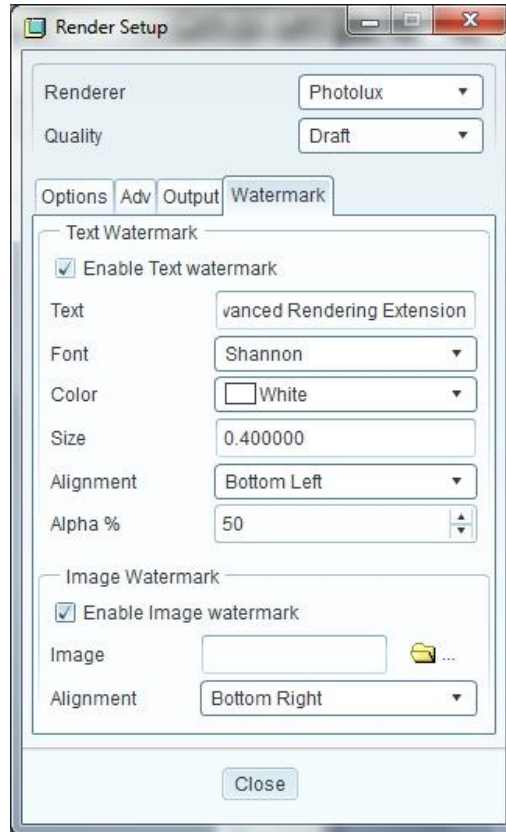 Render Setup
Renderer Photolux
Quality Draft
Options Adv Output Watermark
Text Watermark
Enable Text watermark
Text vanced Rendering Extension
Font Shannon
Color White
Size 0.400000
Alignment Bottom Left
Alpha % 50
Image Watermark
Enable Image watermark
Image ...
Alignment Bottom Right
Close